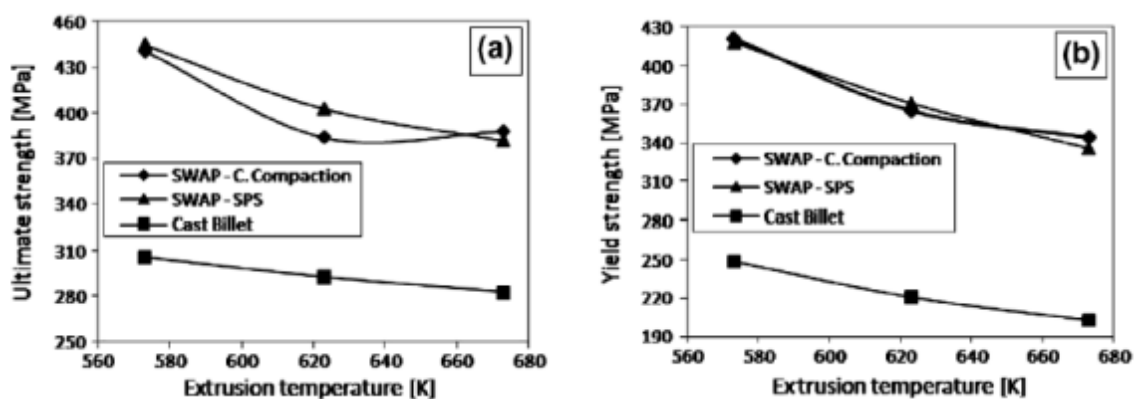 (a)
Ultimate strength [MPa]
460
430
400
370
340
310
280
250
SWAP - C. Compaction
SWAP - SPS
Cast Billet
560 580 600 620 640 660 680
Extrusion temperature [K]
(b)
Yield strength [MPa]
430
400
370
340
310
280
250
220
190
SWAP - C. Compaction
SWAP - SPS
Cast Billet
560 580 600 620 640 660 680
Extrusion temperature [K]